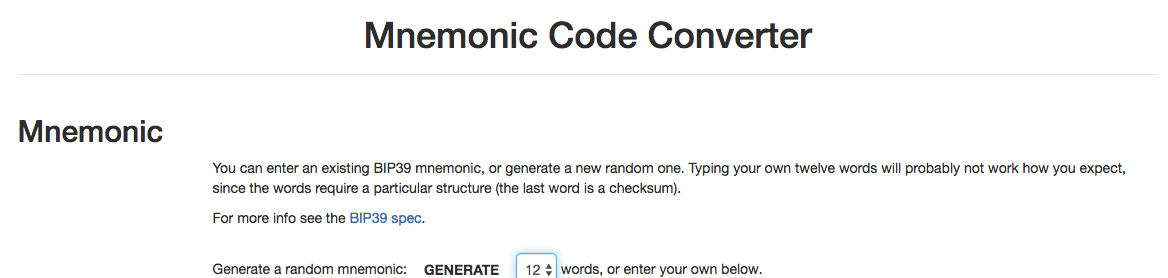 Mnemonic Code Converter
Mnemonic
You can enter an existing BIP39 mnemonic, or generate a new random one. Typing your own twelve words will probably not work how you expect,
since the words require a particular structure (the last word is a checksum).
For more info see the BIP39 spec.
Generate a random mnemonic: GENERATE 12 words, or enter your own below.